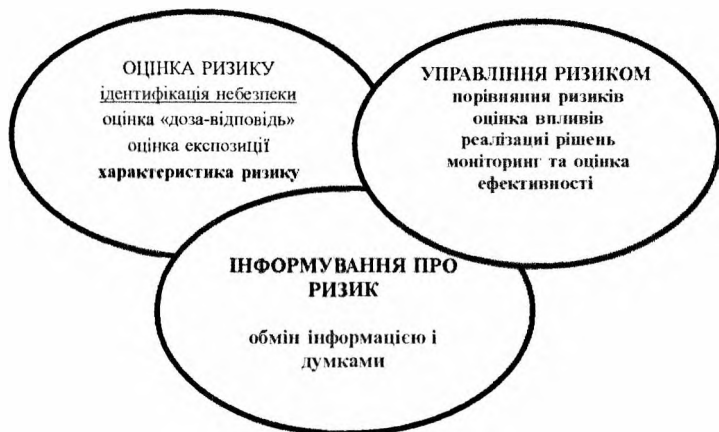 ОЦІНКА РИЗИКУ
ідентифікація небезпеки
оцінка «доза-відповідь»
оцінка експозиції
характеристика ризику
УПРАВЛІННЯ РИЗИКОМ
порівняння ризиків
оцінка впливів
реалізациі рішень
моніторинг та оцінка
ефективності
ІНФОРМУВАННЯ ПРО
РИЗИК
обмін інформацією і
думками